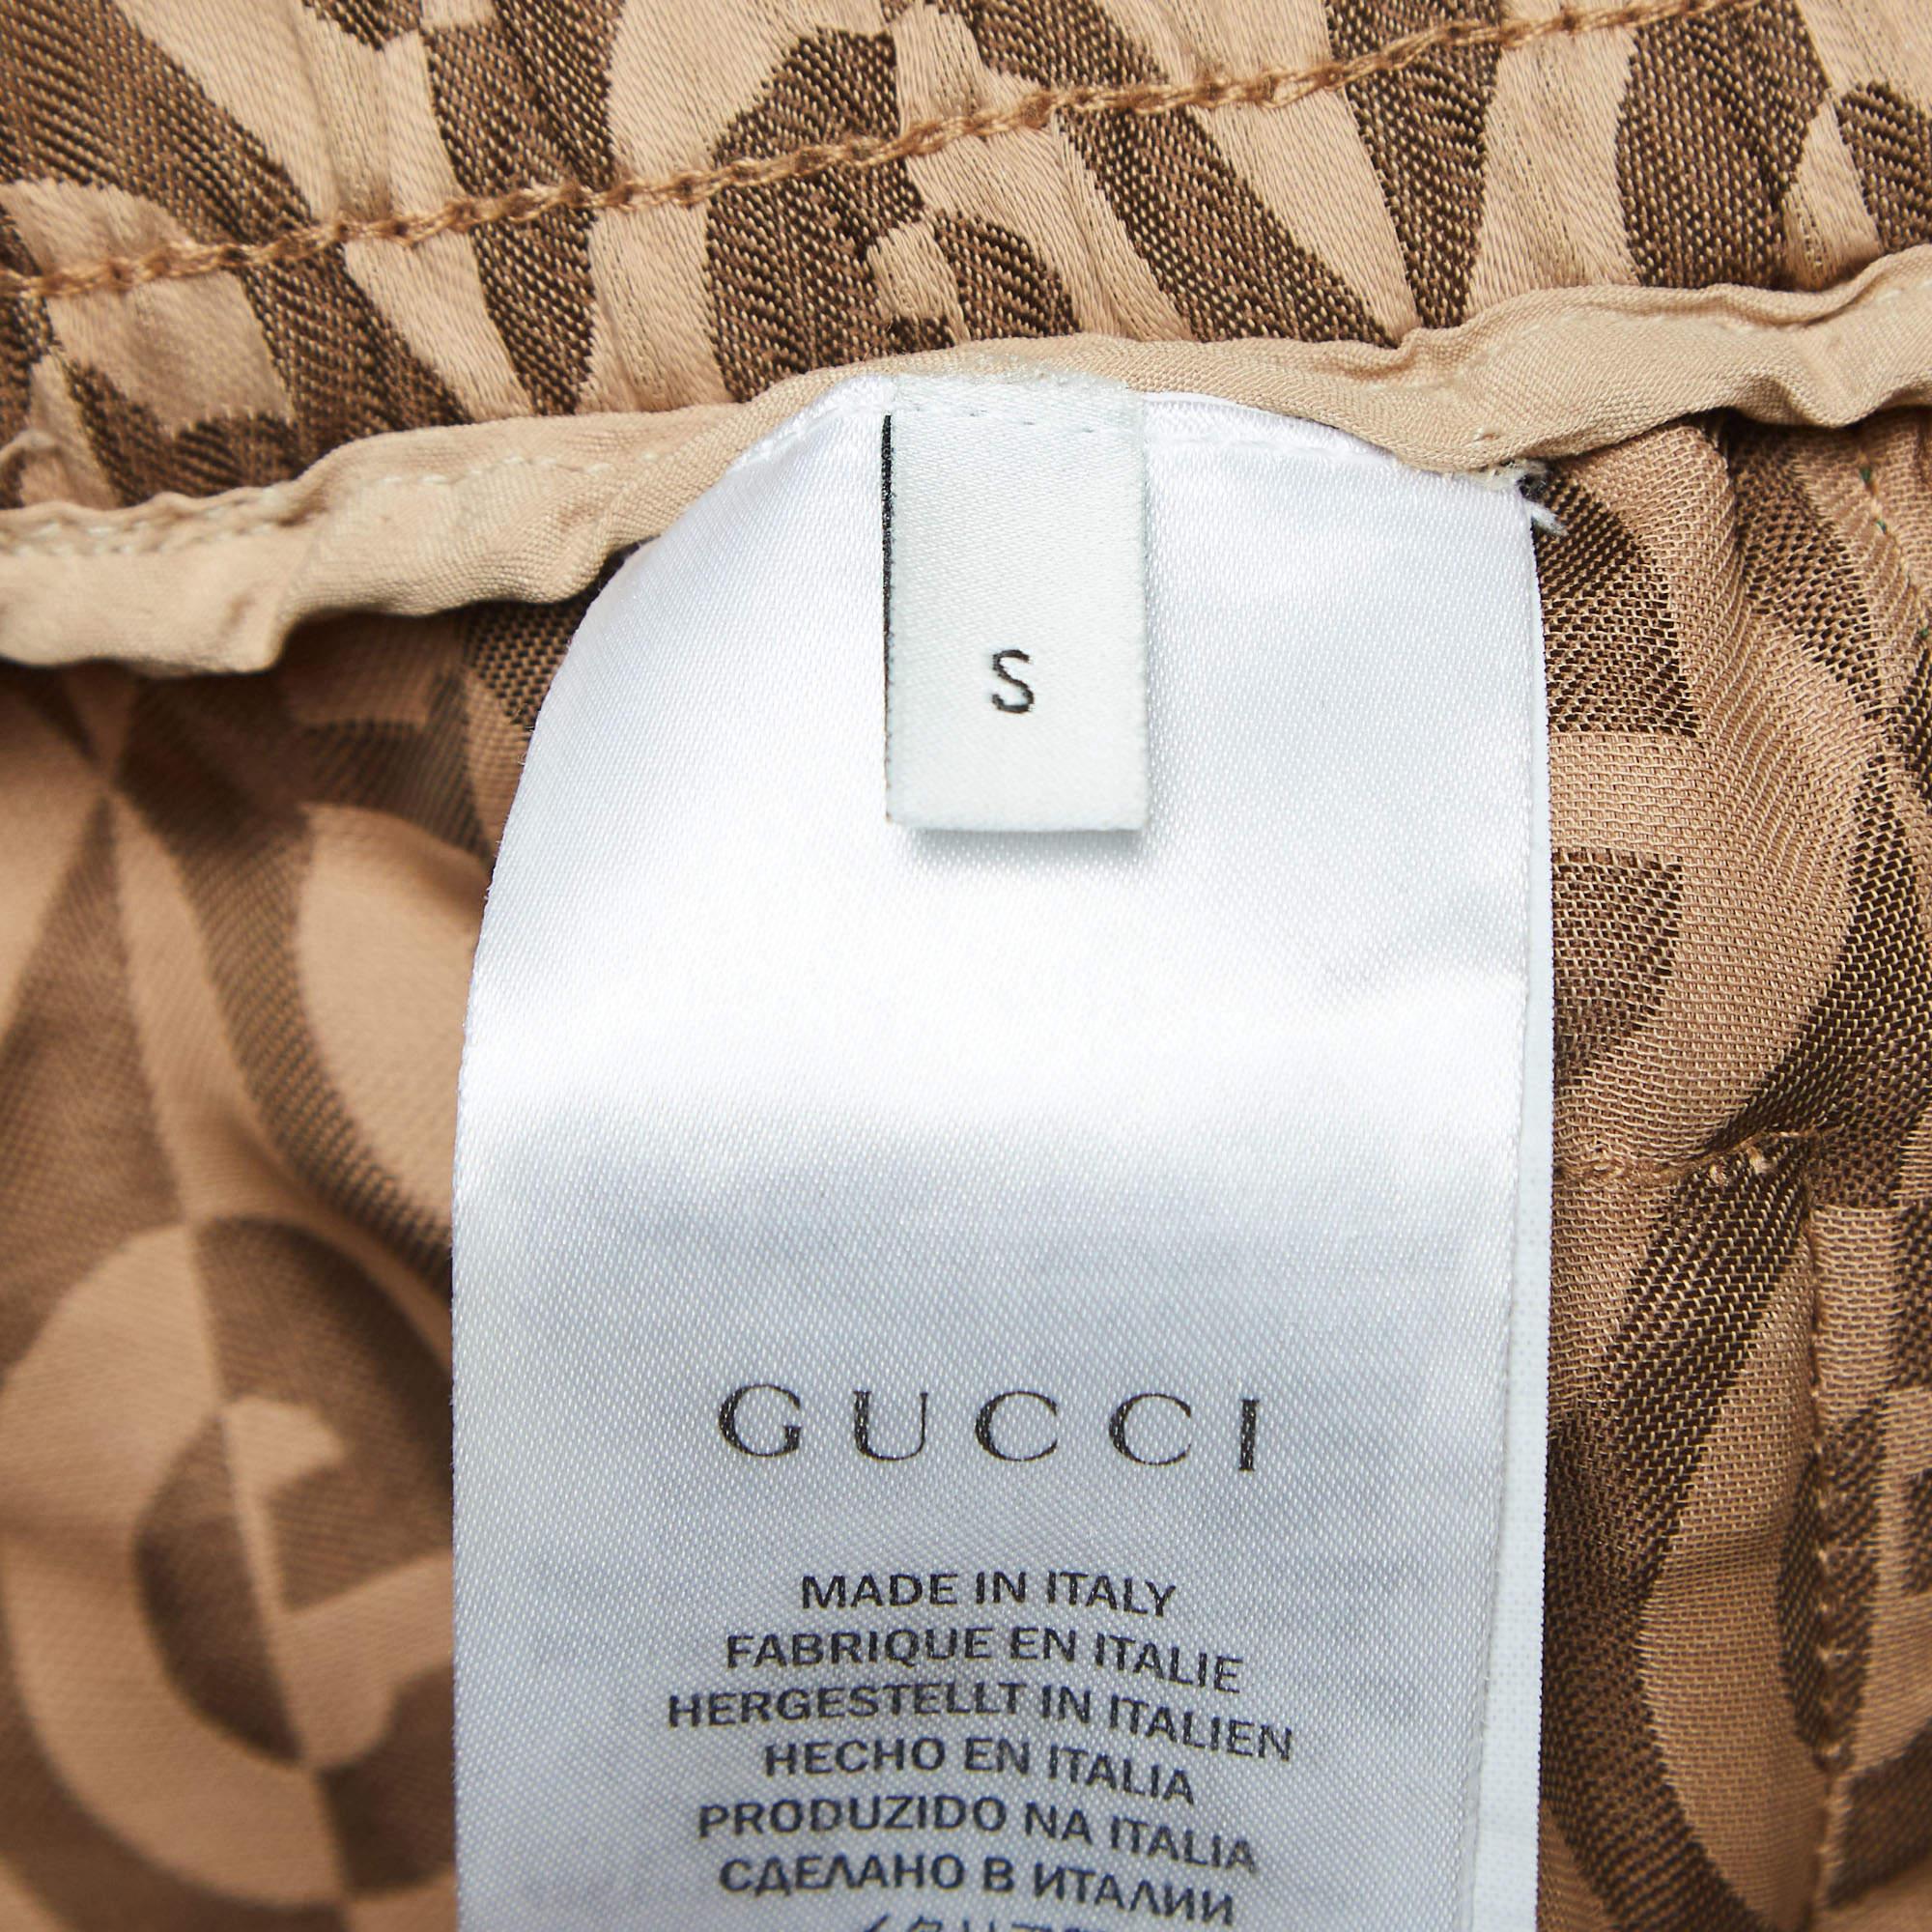 S
GUCCI
MADE IN ITALY
FABRIQUE EN ITALIE
HERGESTELLT IN ITALIEN
HECHO EN ITALIA
PRODUZIDO NA ITALIA
СДЕЛАНО В ИТАЛИИ